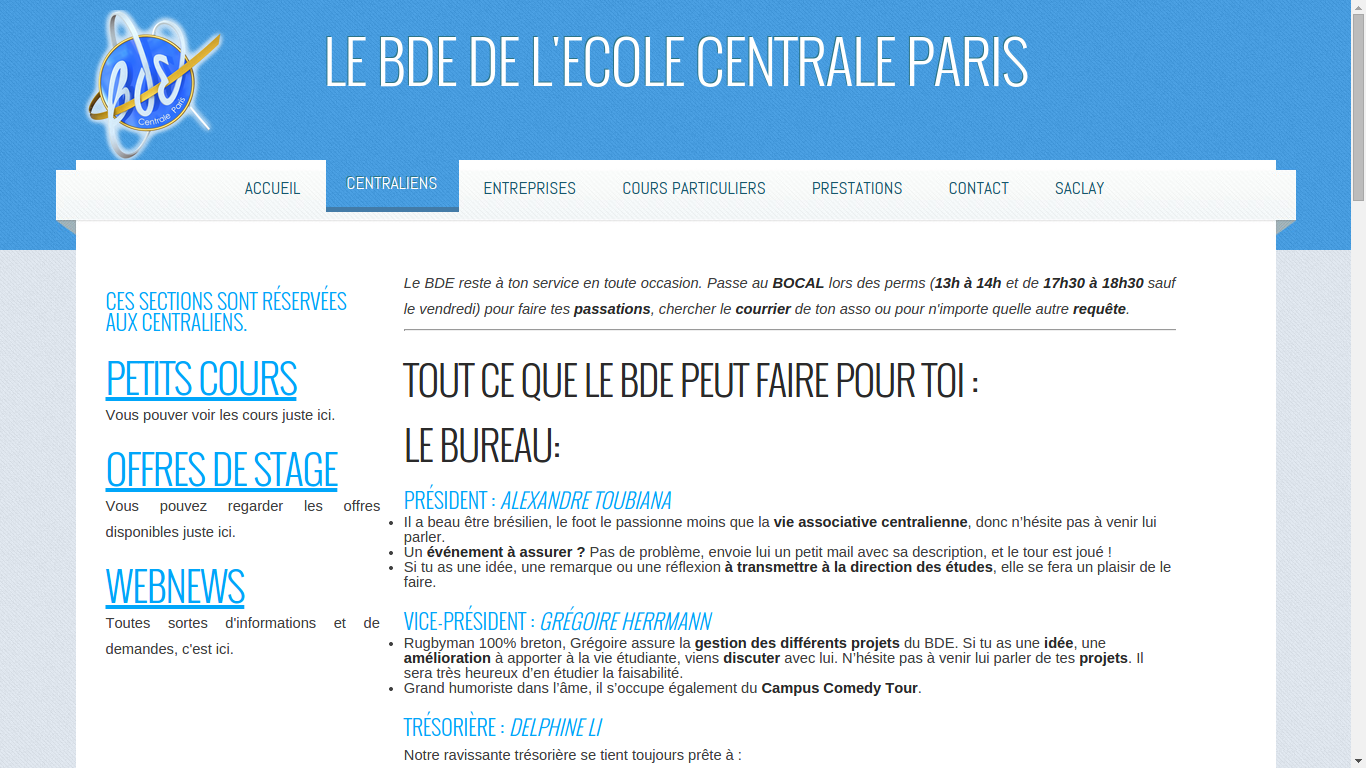 bde
Centrale Paris
LE BDE DE L'ECOLE CENTRALE PARIS
ACCUEIL
CENTRALIENS
ENTREPRISES
COURS PARTICULIERS
PRESTATIONS
CONTACT
SACLAY
CES SECTIONS SONT RÉSERVÉES
AUX CENTRALIENS.
PETITS COURS
Vous pouver voir les cours juste ici.
OFFRES DE STAGE
Vous pouvez regarder les offres
disponibles juste ici.
WEBNEWS
Toutes sortes d'informations et de
demandes, c'est ici.
Le BDE reste à ton service en toute occasion. Passe au BOCAL lors des perms (13h à 14h et de 17h30 à 18h30 sauf
le vendredi) pour faire tes passations, chercher le courrier de ton asso ou pour n'importe quelle autre requête.
TOUT CE QUE LE BDE PEUT FAIRE POUR TOI :
LE BUREAU:
PRÉSIDENT : ALEXANDRE TOUBIANA
Il a beau être brésilien, le foot le passionne moins que la vie associative centralienne, donc n’hésite pas à venir lui
parler.
Un événement à assurer ? Pas de problème, envoie lui un petit mail avec sa description, et le tour est joué !
Si tu as une idée, une remarque ou une réflexion à transmettre à la direction des études, elle se fera un plaisir de le
faire.
VICE-PRÉSIDENT : GRÉGOIRE HERRMANN
Rugbyman 100% breton, Grégoire assure la gestion des différents projets du BDE. Si tu as une idée, une
amélioration à apporter à la vie étudiante, viens discuter avec lui. N’hésite pas à venir lui parler de tes projets. Il
sera très heureux d’en étudier la faisabilité.
Grand humoriste dans l’âme, il s’occupe également du Campus Comedy Tour.
TRÉSORIÈRE : DELPHINE LI
Notre ravissante trésorière se tient toujours prête à :